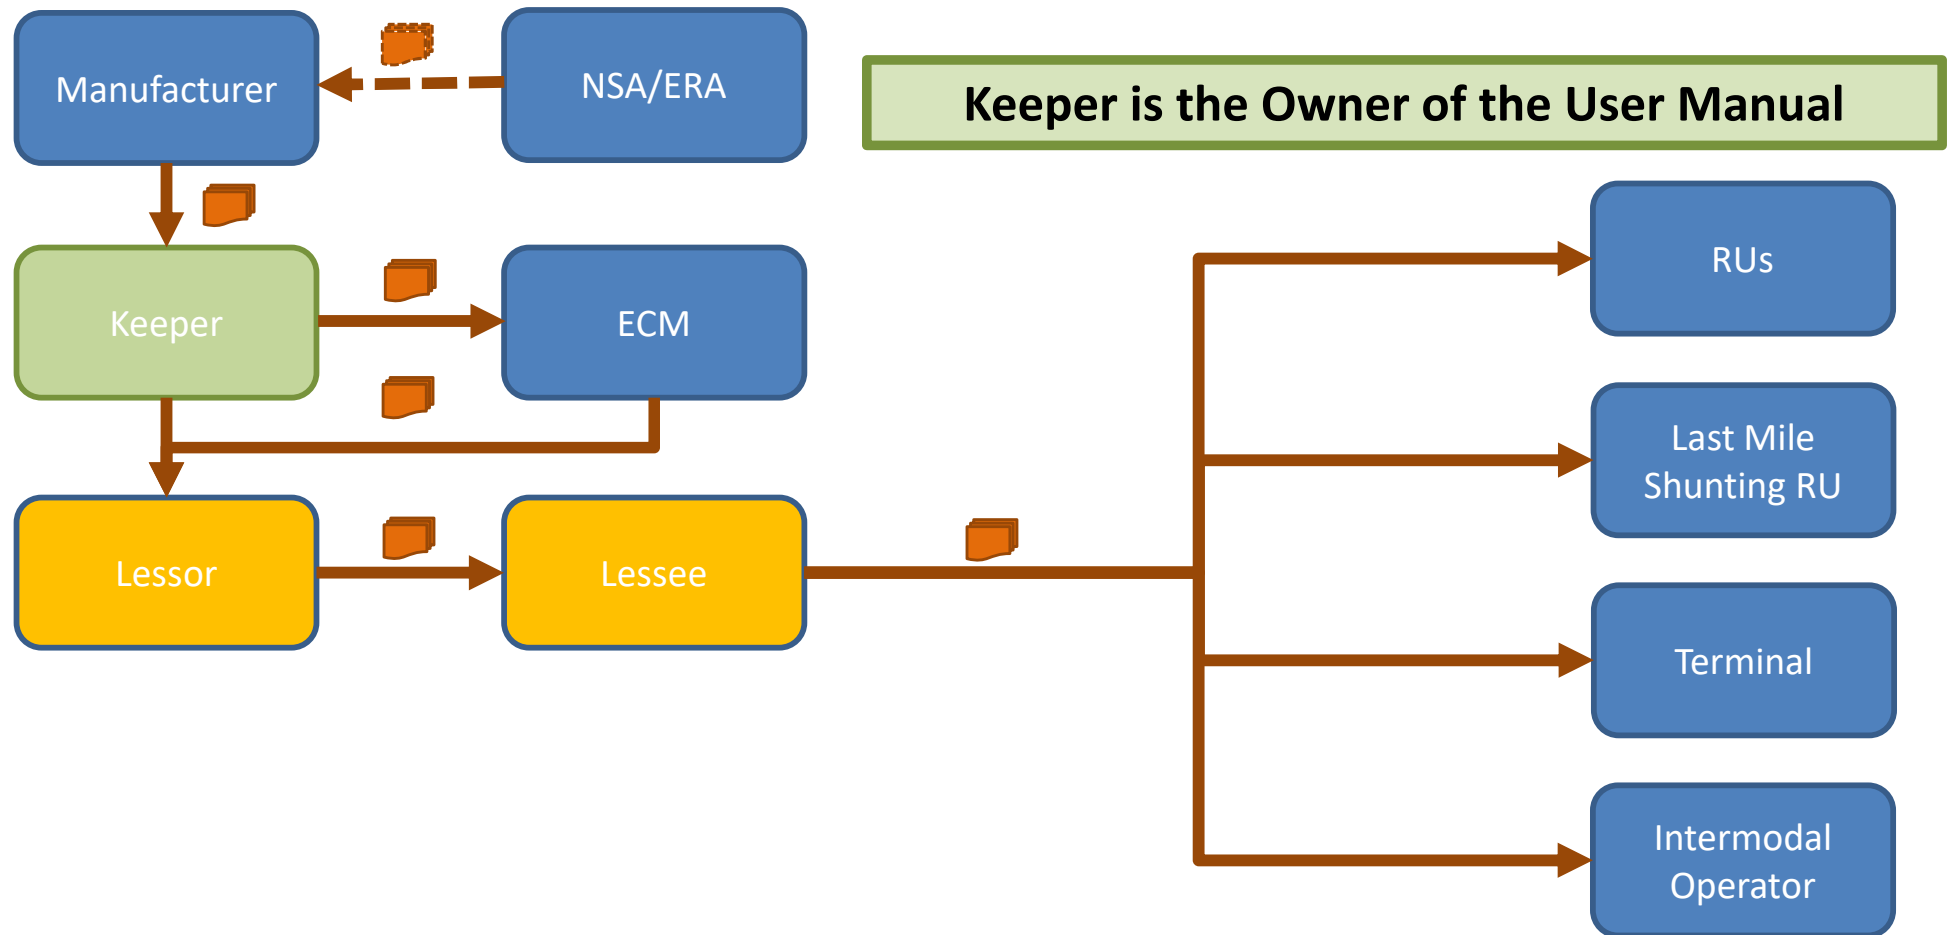 Manufacturer
NSA/ERA
Keeper is the Owner of the User Manual
Keeper
ECM
RUs
Last Mile
Shunting RU
Lessor
Lessee
Terminal
Intermodal
Operator